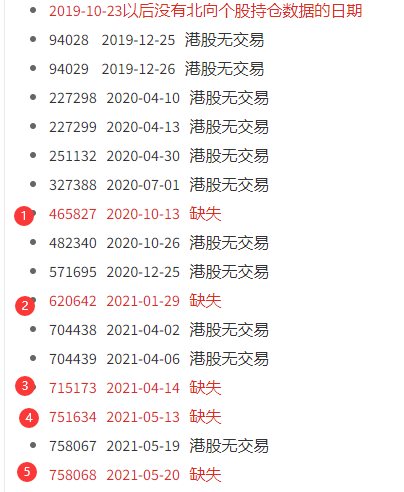 2019-10-23以后没有北向个股持仓数据的日期
94028 2019-12-25 港股无交易
94029 2019-12-26 港股无交易
227298 2020-04-10 港股无交易
227299 2020-04-13 港股无交易
251132 2020-04-30 港股无交易
327388 2020-07-01 港股无交易
1 465827 2020-10-13 缺失
482340 2020-10-26 港股无交易
571695 2020-12-25 港股无交易
2 620642 2021-01-29 缺失
704438 2021-04-02 港股无交易
704439 2021-04-06 港股无交易
3 715173 2021-04-14 缺失
4 751634 2021-05-13 缺失
758067 2021-05-19 港股无交易
5 758068 2021-05-20 缺失